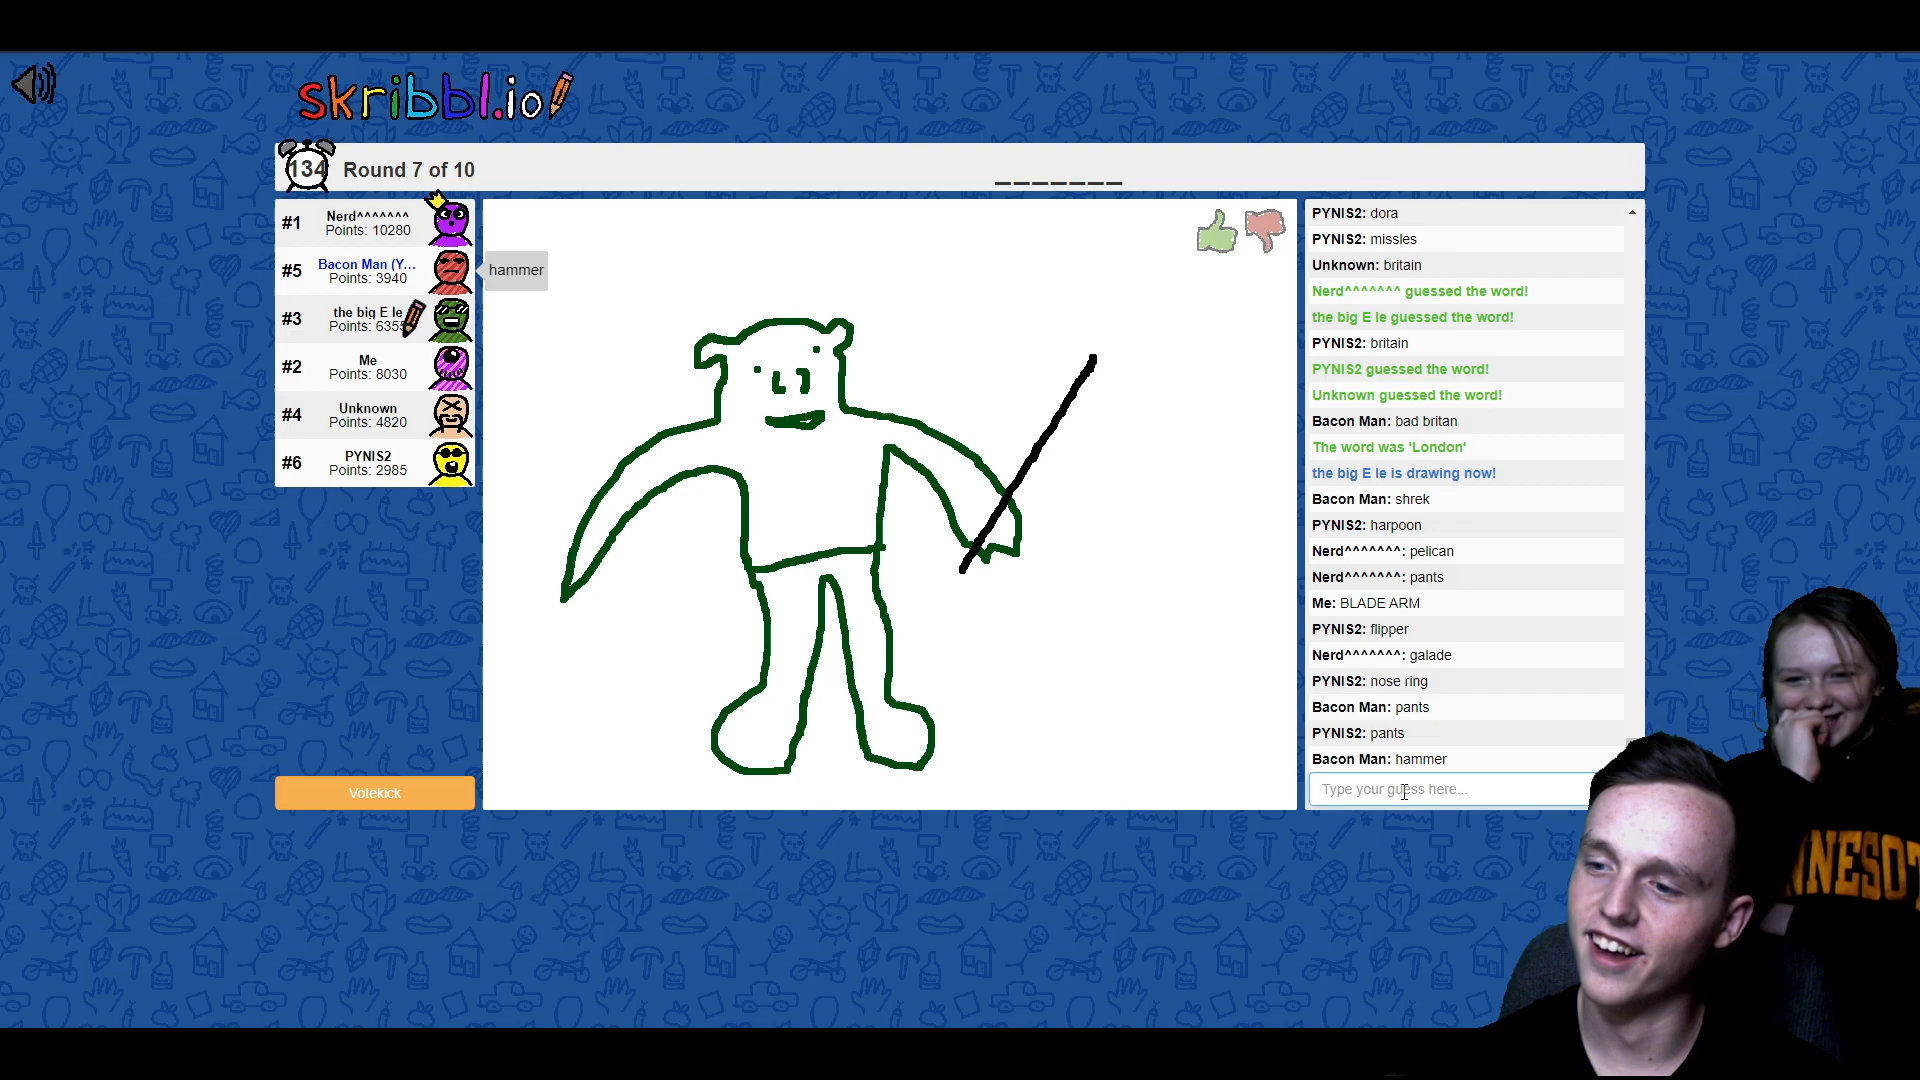 skribbl.io
134
Round 7 of 10
_______
#1
Nerd^^^^^^^
Points: 10280
#5
Bacon Man (Y...
Points: 3940
hammer
#3
the big E le
Points: 6355
#2
Me
Points: 8030
#4
Unknown
Points: 4820
#6
PYNIS2
Points: 2985
Votekick
PYNIS2: dora
PYNIS2: missles
Unknown: britain
Nerd^^^^^^^ guessed the word!
the big E le guessed the word!
PYNIS2: britain
PYNIS2 guessed the word!
Unknown guessed the word!
Bacon Man: bad britan
The word was 'London'
the big E le is drawing now!
Bacon Man: shrek
PYNIS2: harpoon
Nerd^^^^^^^: pelican
Nerd^^^^^^^: pants
Me: BLADE ARM
PYNIS2: flipper
Nerd^^^^^^^: galade
PYNIS2: nose ring
Bacon Man: pants
PYNIS2: pants
Bacon Man: hammer
Type your guess here...
NNESOT